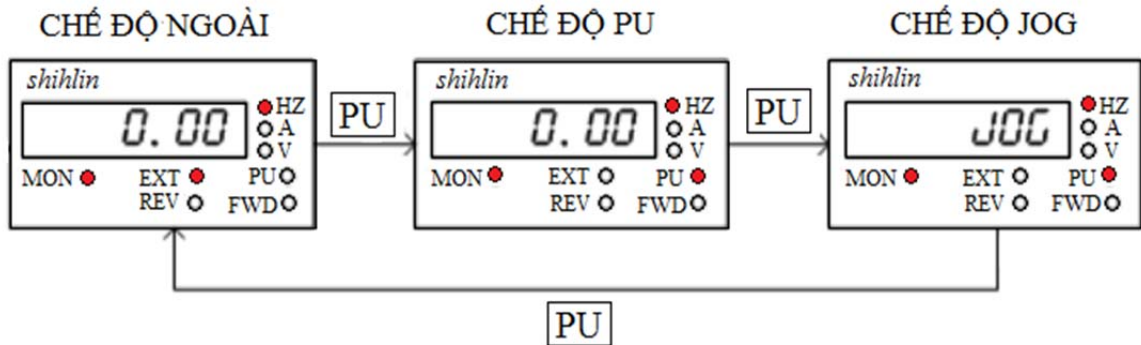 CHẾ ĐỘ NGOÀI
shihlin
0.00
HZ
A
V
MON EXT PU
REV FWD
PU
CHẾ ĐỘ PU
shihlin
0.00
HZ
A
V
MON EXT PU
REV FWD
PU
CHẾ ĐỘ JOG
shihlin
JOG
HZ
A
V
MON EXT PU
REV FWD
PU